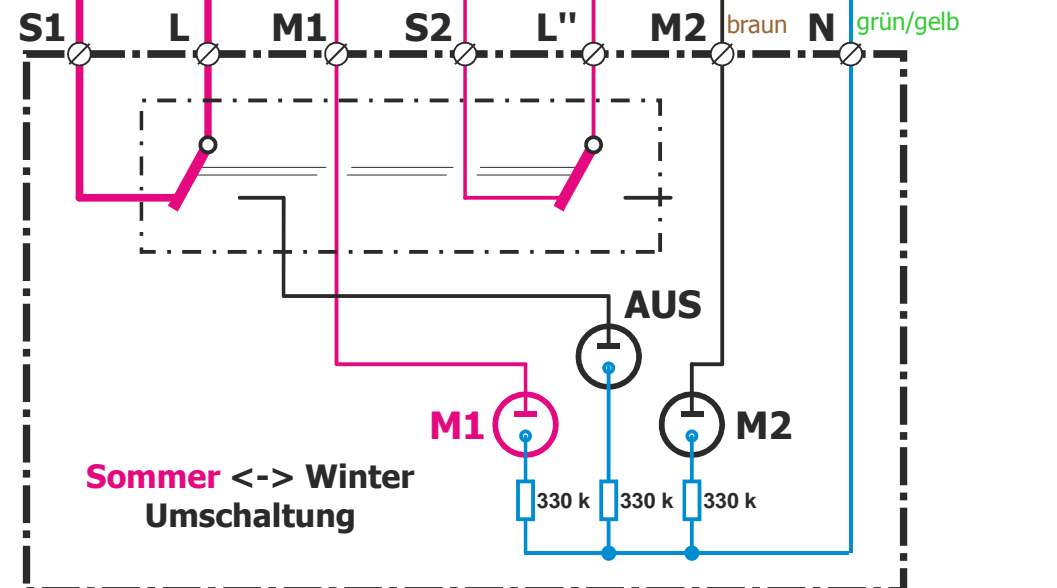 S1 L M1 S2 L" M2 braun N grün/gelb
AUS
M1 M2
Sommer <-> Winter
Umschaltung
330 k 330 k 330 k